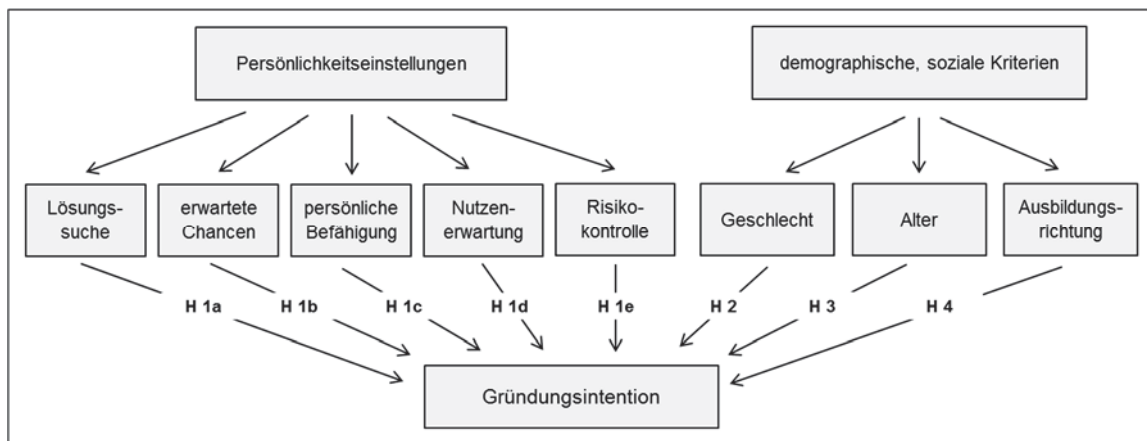 Persönlichkeitseinstellungen
demographische, soziale Kriterien
Lösungs-
suche
erwartete
Chancen
persönliche
Befähigung
Nutzen-
erwartung
Risiko-
kontrolle
Geschlecht
Alter
Ausbildungs-
richtung
H 1a
H 1b
H 1c
H 1d
H 1e
H 2
H 3
H 4
Gründungsintention